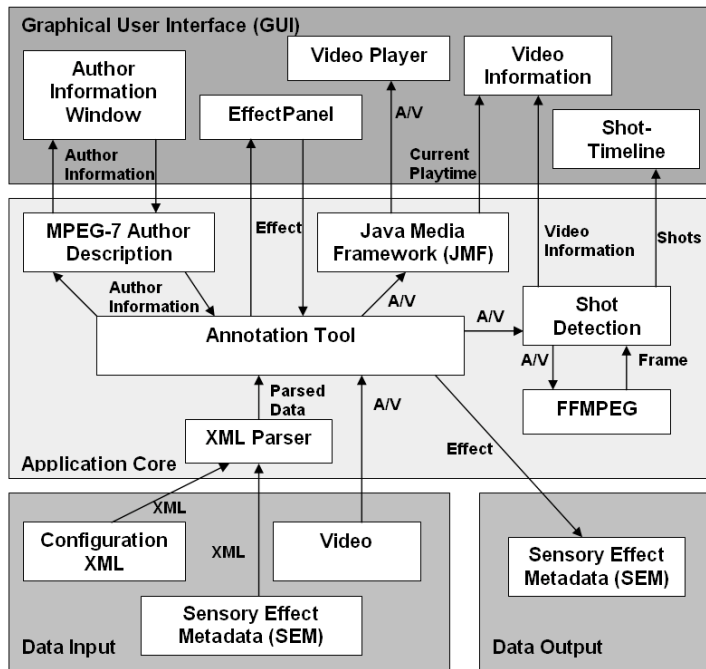 Graphical User Interface (GUI)
Author
Information
Window
EffectPanel
Video Player
Video
Information
Shot-
Timeline
A/V
Author
Information
Current
Playtime
MPEG-7 Author
Description
Effect
Java Media
Framework (JMF)
Video
Information
Shots
Author
Information
A/V
Annotation Tool
A/V
Shot
Detection
A/V
Frame
FFMPEG
Parsed
Data
A/V
XML Parser
Effect
Application Core
XML
Configuration
XML
XML
Video
Sensory Effect
Metadata (SEM)
Data Input
Sensory Effect
Metadata (SEM)
Data Output